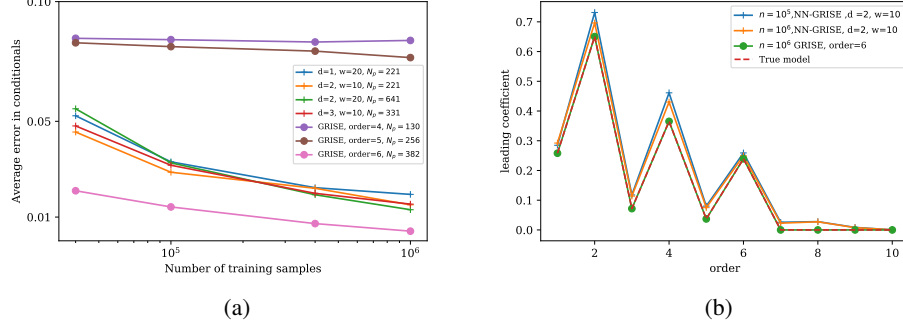 0.10
0.05
0.01
Average error in conditionals
d=1, w=20, N_p = 221
d=2, w=10, N_p = 221
d=2, w=20, N_p = 641
d=3, w=10, N_p = 331
GRISE, order=4, N_p = 130
GRISE, order=5, N_p = 256
GRISE, order=6, N_p = 382
10^5
10^6
Number of training samples
(a)
0.7
0.6
0.5
0.4
0.3
0.2
0.1
0.0
leading coefficient
n = 10^5,NN-GRISE ,d =2, w=10
n = 10^6,NN-GRISE, d=2, w=10
n = 10^6 GRISE, order=6
True model
2 4 6 8 10
order
(b)